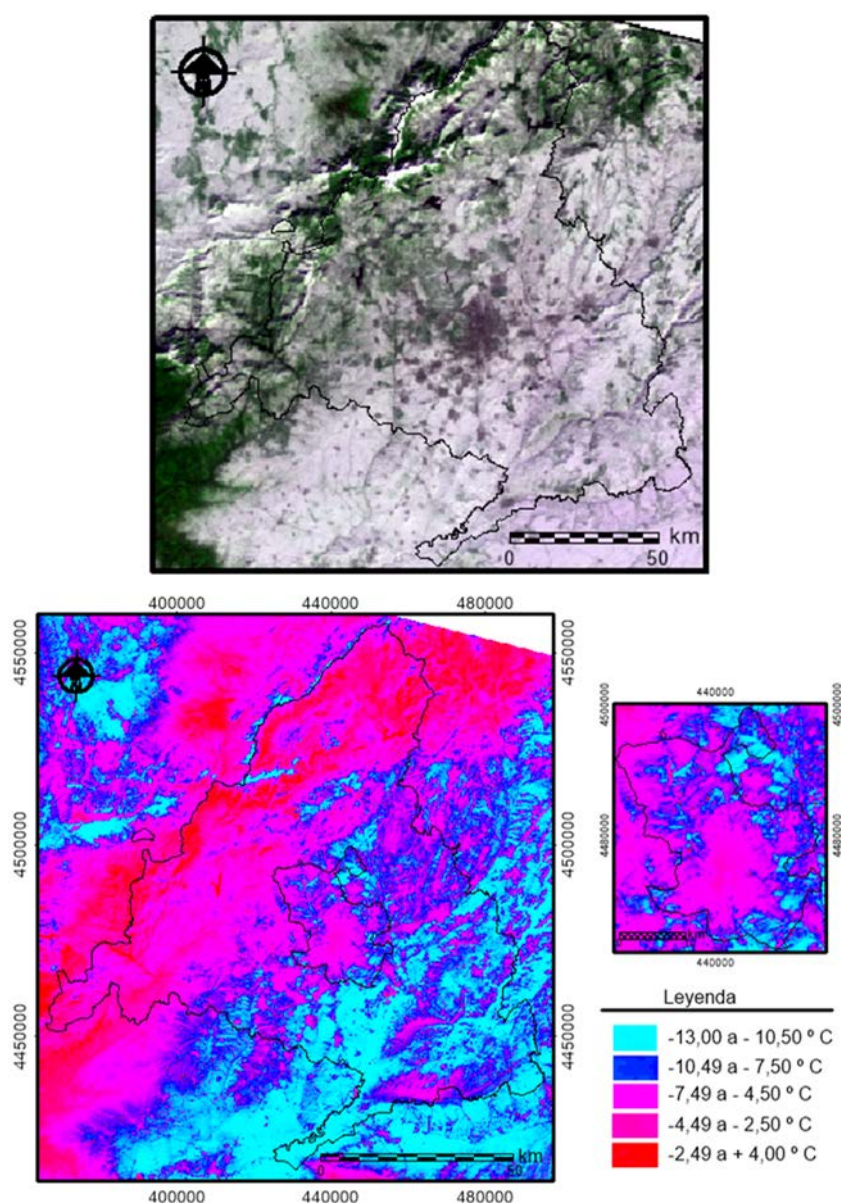 km
0 50
400000 440000 480000
4550000 4550000
4500000 4500000
4450000 4450000
0 50
400000 440000 480000
440000
4500000 4500000
4480000 4480000
km
440000
Leyenda
-13,00 a - 10,50 º C
-10,49 a - 7,50 º C
-7,49 a - 4,50 º C
-4,49 a - 2,50 º C
-2,49 a + 4,00 º C